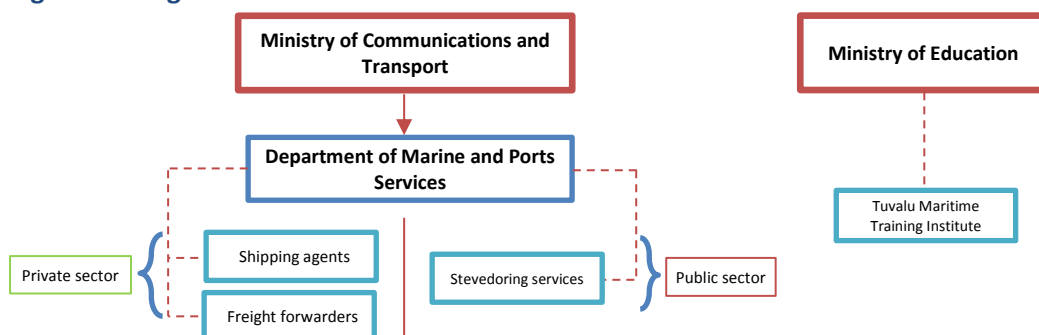 Ministry of Communications and
Transport
Ministry of Education
Department of Marine and Ports
Services
Tuvalu Maritime
Training Institute
Shipping agents
Private sector
Stevedoring services
Public sector
Freight forwarders